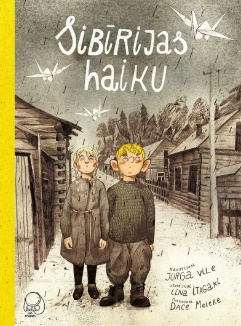 SibīRijas
haiku
JURGA VILE
LINA ITAGAKI
DACE MEIERE